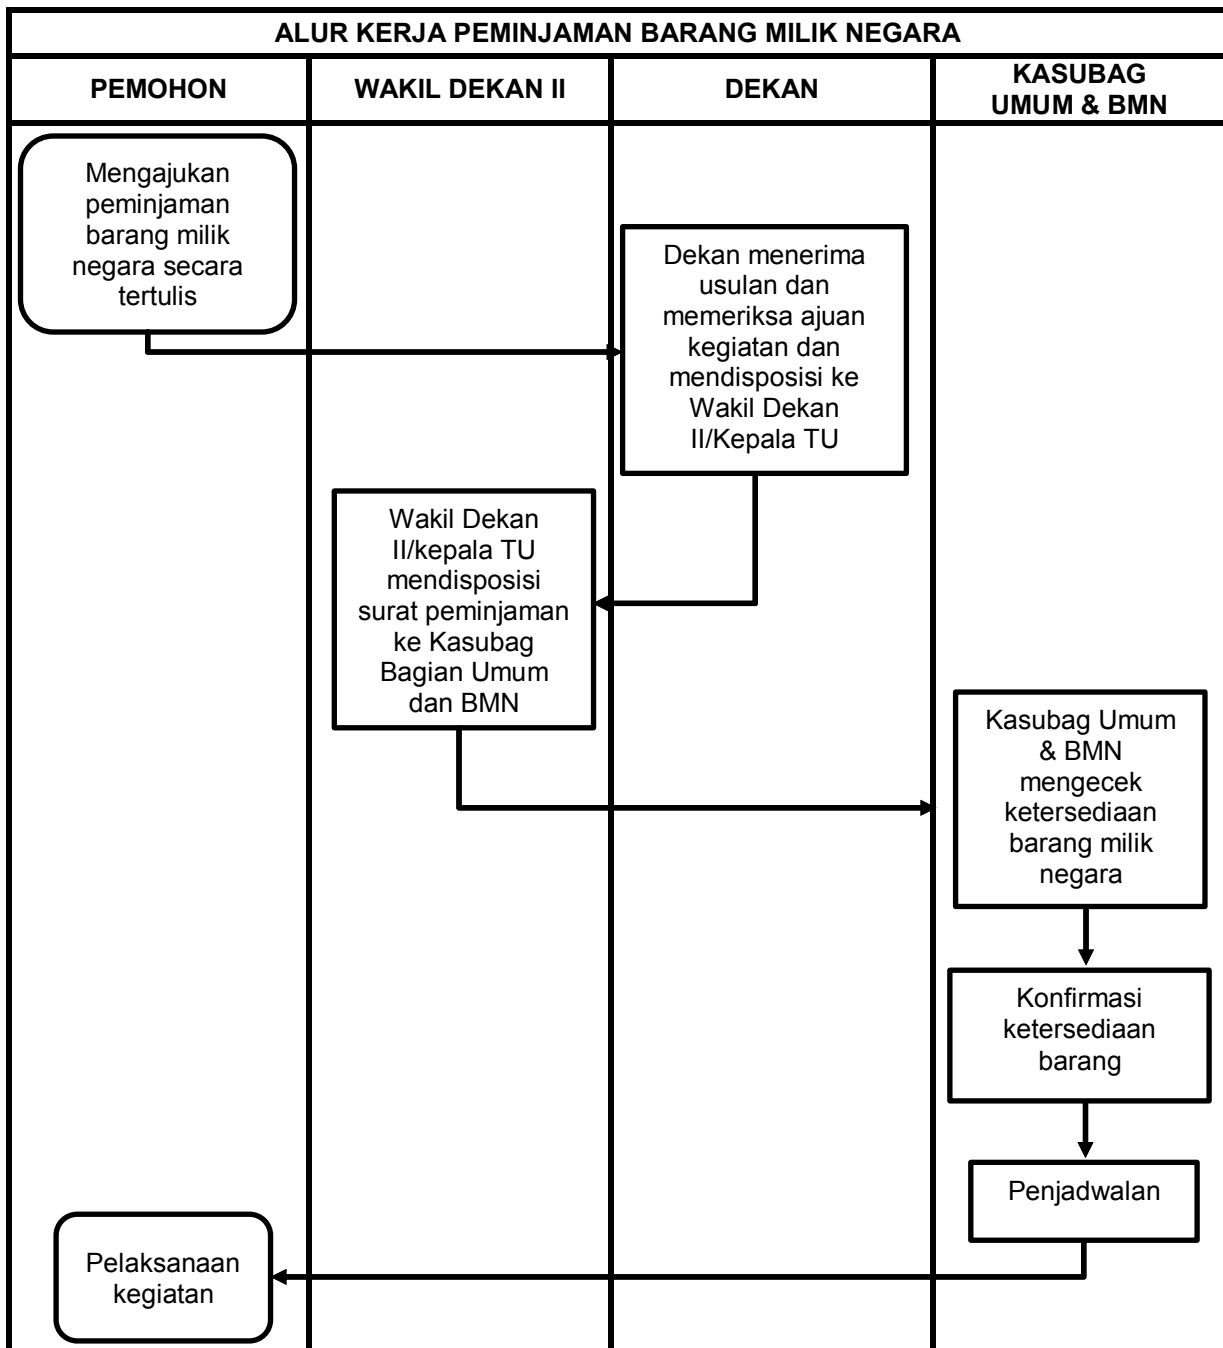 ALUR KERJA PEMINJAMAN BARANG MILIK NEGARA
PEMOHON
WAKIL DEKAN II
DEKAN
KASUBAG
UMUM & BMN
Mengajukan
peminjaman
barang milik
negara secara
tertulis
Dekan menerima
usulan dan
memeriksa ajuan
kegiatan dan
mendisposisi ke
Wakil Dekan
II/Kepala TU
Wakil Dekan
II/kepala TU
mendisposisi
surat peminjaman
ke Kasubag
Bagian Umum
dan BMN
Kasubag Umum
& BMN
mengecek
ketersediaan
barang milik
negara
Konfirmasi
ketersediaan
barang
Penjadwalan
Pelaksanaan
kegiatan